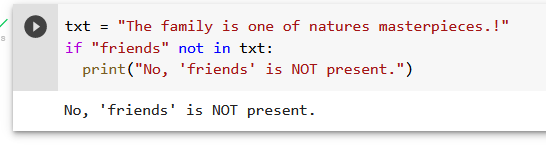 txt = "The family is one of natures masterpieces.!"
if "friends" not in txt:
  print("No, 'friends' is NOT present.")
No, 'friends' is NOT present.